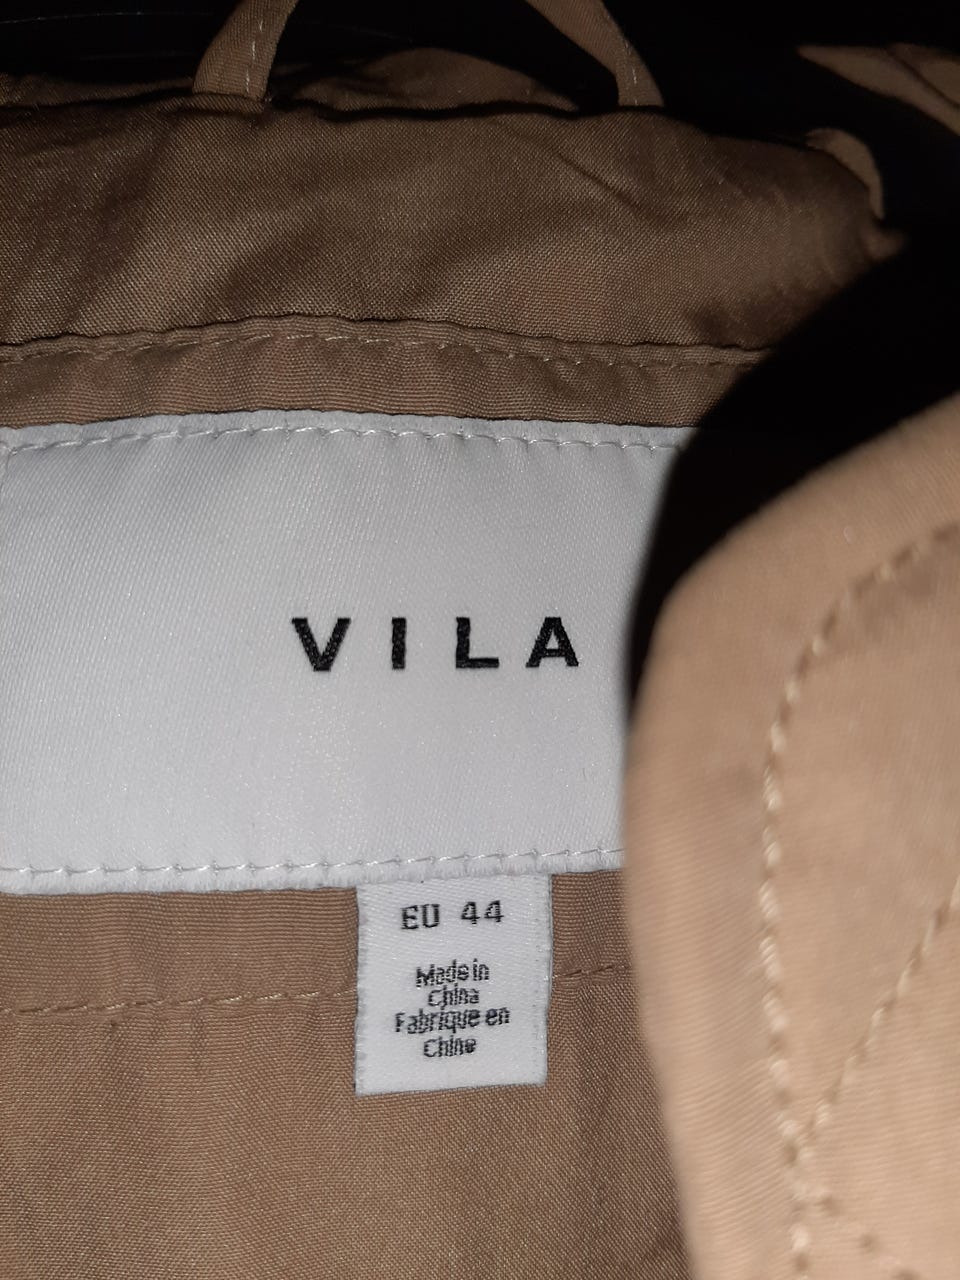 VILA
EU 44
Made in
China
Fabrique en
Chine